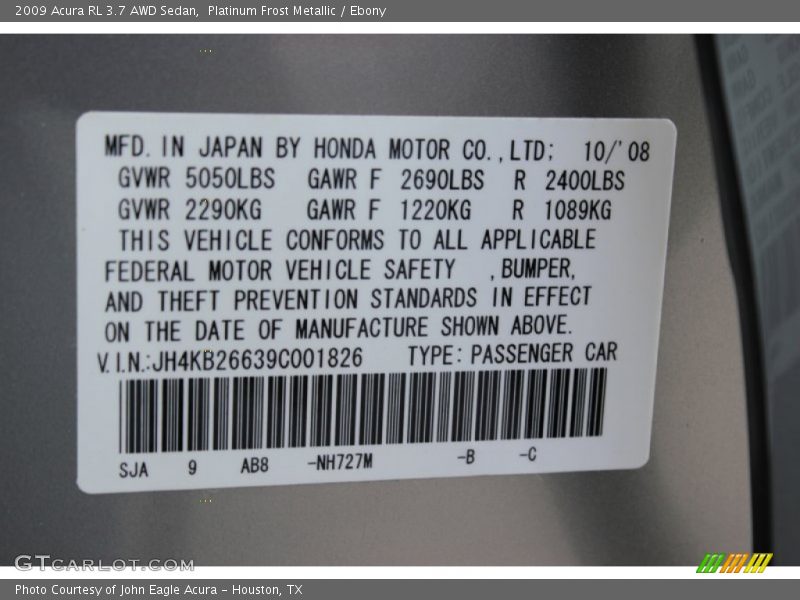 2009 Acura RL 3.7 AWD Sedan,  Platinum Frost Metallic / Ebony
MFD. IN JAPAN BY HONDA MOTOR CO.,LTD; 10/'08
GVWR 5050LBS GAWR F 2690LBS R 2400LBS
GVWR 2290KG GAWR F 1220KG R 1089KG
THIS VEHICLE CONFORMS TO ALL APPLICABLE
FEDERAL MOTOR VEHICLE SAFETY ,BUMPER,
AND THEFT PREVENTION STANDARDS IN EFFECT
ON THE DATE OF MANUFACTURE SHOWN ABOVE.
V.I.N.:JH4KB26639C001826 TYPE: PASSENGER CAR
SJA 9 AB8 -NH727M -B -C
GTCARLOT.COM
Photo Courtesy of John Eagle Acura - Houston, TX